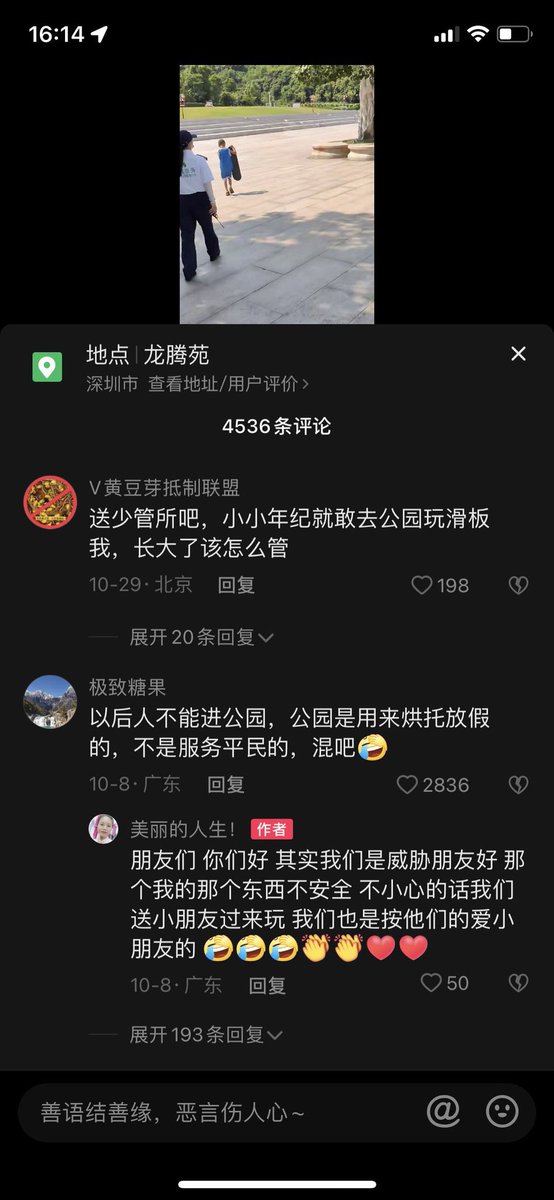 16:14
地点 | 龙腾苑
深圳市 查看地址/用户评价>
4536条评论
V黄豆芽抵制联盟
送少管所吧，小小年纪就敢去公园玩滑板
我，长大了该怎么管
10-29·北京 回复 198
展开20条回复
极致糖果
以后人不能进公园，公园是用来烘托放假
的，不是服务平民的，混吧🤣
10-8·广东 回复 2836
美丽的人生！ 作者
朋友们 你们好 其实我们是威胁朋友好 那
个我的那个东西不安全 不小心的话我们
送小朋友过来玩 我们也是按他们的爱小
朋友的 🤣🤣🤣👏👏❤️❤️
10-8·广东 回复 50
展开193条回复
善语结善缘，恶言伤人心~